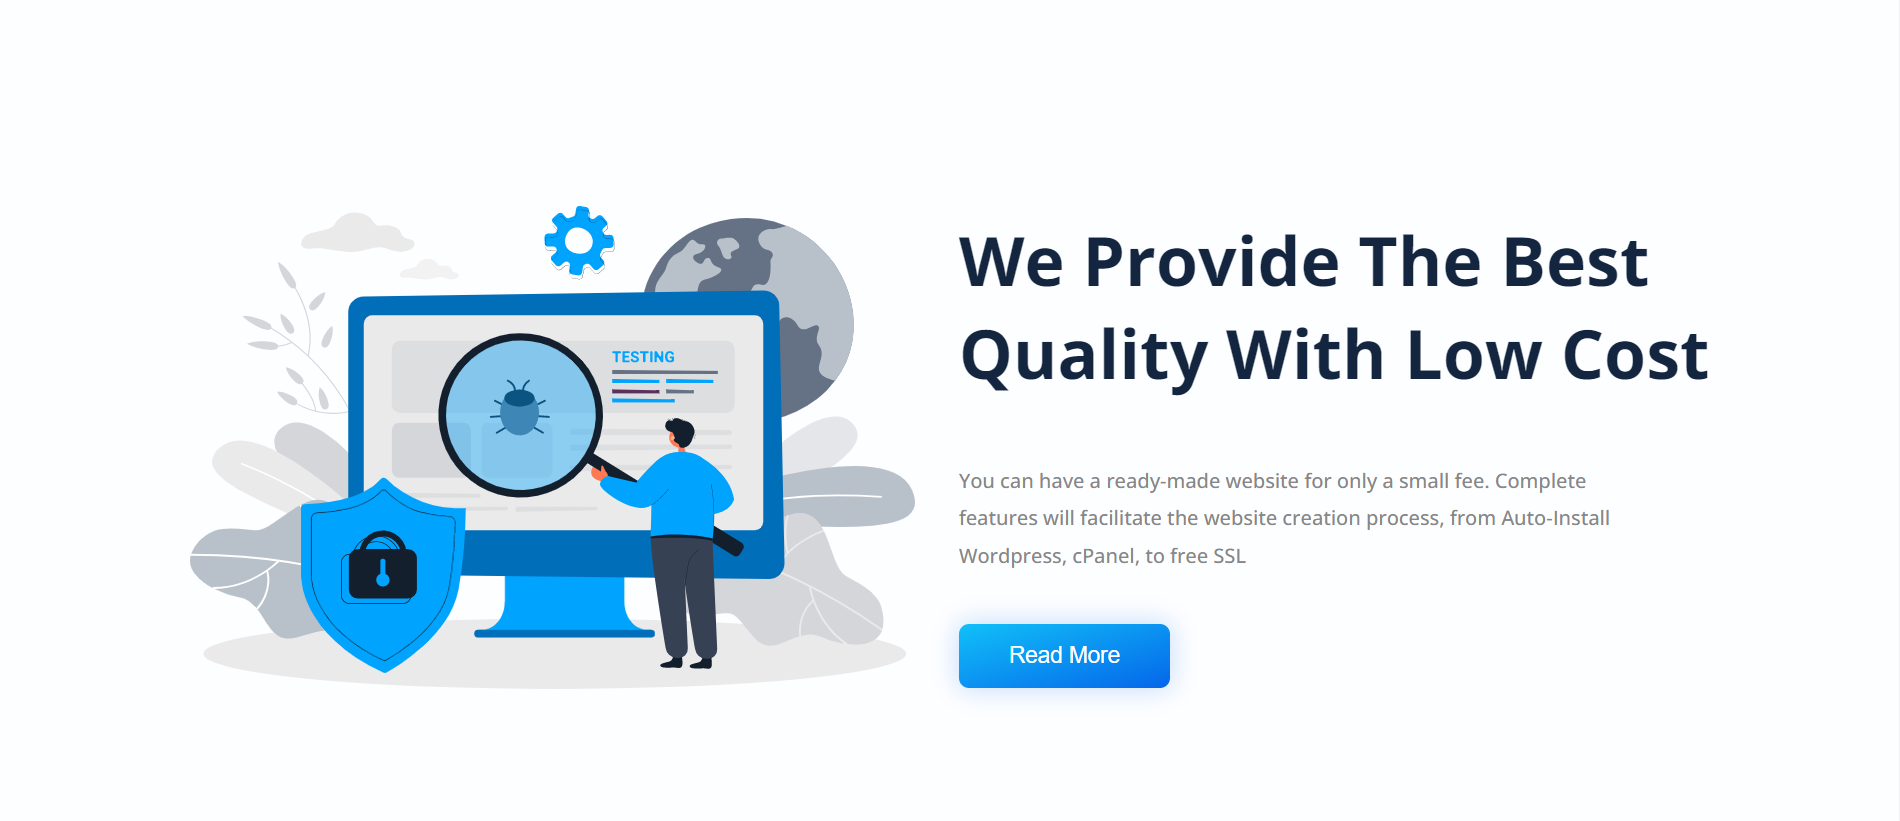 TESTING
We Provide The Best
Quality With Low Cost
You can have a ready-made website for only a small fee. Complete
features will facilitate the website creation process, from Auto-Install
Wordpress, cPanel, to free SSL
Read More